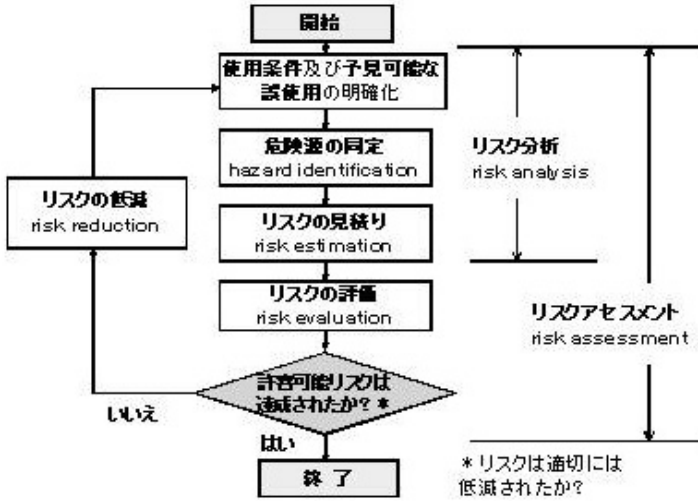 開始
使用条件及び予見可能な
誤使用の明確化
危険源の同定
hazard identification
リスクの見積り
risk estimation
リスクの評価
risk evaluation
許容可能リスクは
達成されたか? *
リスクの低減
risk reduction
いいえ
はい
終 了
リスク分析
risk analysis
リスクアセスメント
risk assessment
* リスクは適切には
低減されたか?